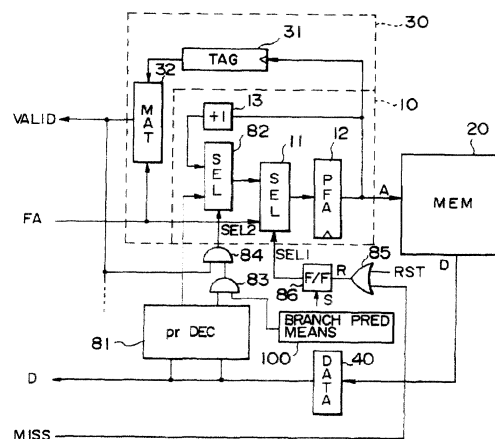 30
31
TAG
32
MAT
10
13
+1
82
11
12
20
VALID
SEL
SEL
PFA
A
MEM
FA
SEL2
SEL1
84
85
83
F/F
R
RST
86
S
D
pr DEC
BRANCH PRED
MEANS
81
100
40
DATA
D
MISS